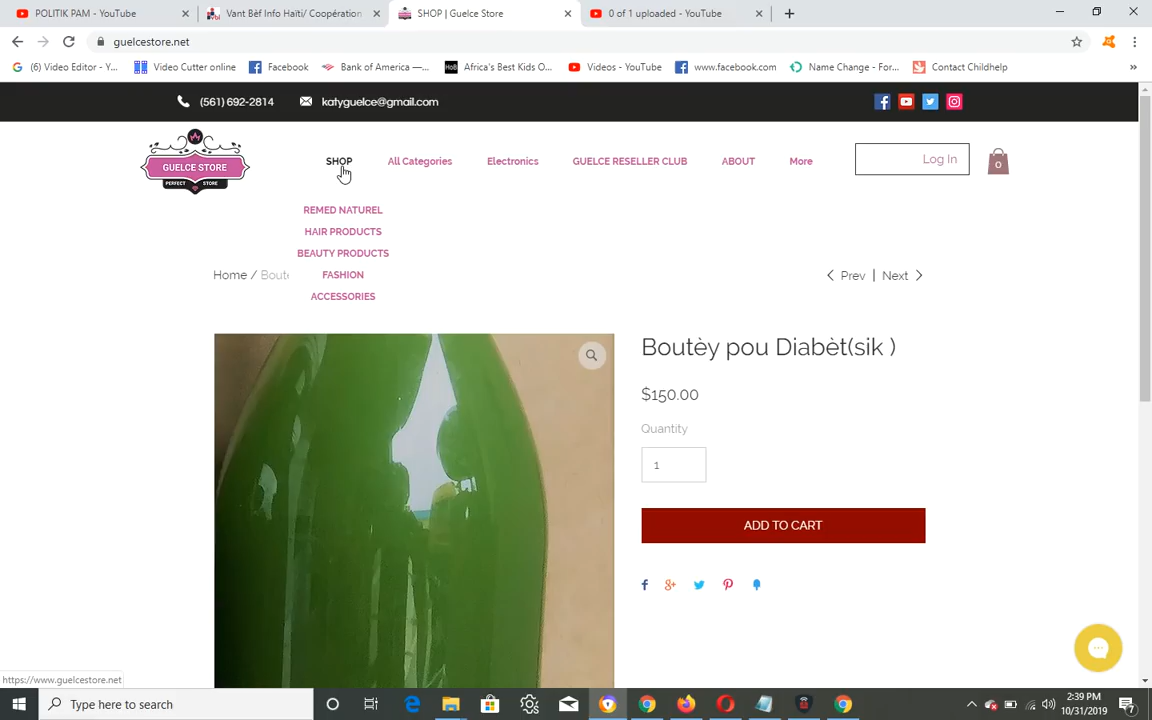 POLITIK PAM - YouTube
Vant Bèf Info Haïti/ Coopération
SHOP | Guelce Store
0 of 1 uploaded - YouTube
guelcestore.net
(6) Video Editor - Y...
Video Cutter online
Facebook
Bank of America —...
Africa's Best Kids O...
Videos - YouTube
www.facebook.com
Name Change - For...
Contact Childhelp
(561) 692-2814
katyguelce@gmail.com
GUELCE STORE
PERFECT STORE
SHOP
All Categories
Electronics
GUELCE RESELLER CLUB
ABOUT
More
Log In
0
REMED NATUREL
HAIR PRODUCTS
BEAUTY PRODUCTS
FASHION
ACCESSORIES
Home / Boutè
Prev | Next
Boutèy pou Diabèt(sik )
$150.00
Quantity
1
ADD TO CART
https://www.guelcestore.net
Type here to search
2:39 PM
10/31/2019
7